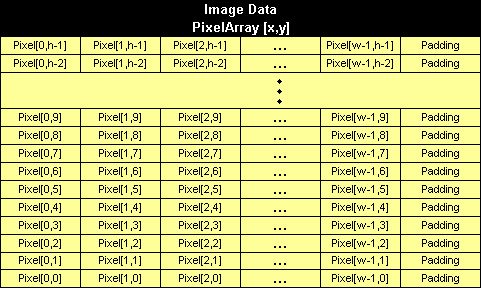 Image Data
PixelArray [x,y]
Pixel[0,h-1] Pixel[1,h-1] Pixel[2,h-1] ... Pixel[w-1,h-1] Padding
Pixel[0,h-2] Pixel[1,h-2] Pixel[2,h-2] ... Pixel[w-1,h-2] Padding
Pixel[0,9] Pixel[1,9] Pixel[2,9] ... Pixel[w-1,9] Padding
Pixel[0,8] Pixel[1,8] Pixel[2,8] ... Pixel[w-1,8] Padding
Pixel[0,7] Pixel[1,7] Pixel[2,7] ... Pixel[w-1,7] Padding
Pixel[0,6] Pixel[1,6] Pixel[2,6] ... Pixel[w-1,6] Padding
Pixel[0,5] Pixel[1,5] Pixel[2,5] ... Pixel[w-1,5] Padding
Pixel[0,4] Pixel[1,4] Pixel[2,4] ... Pixel[w-1,4] Padding
Pixel[0,3] Pixel[1,3] Pixel[2,3] ... Pixel[w-1,3] Padding
Pixel[0,2] Pixel[1,2] Pixel[2,2] ... Pixel[w-1,2] Padding
Pixel[0,1] Pixel[1,1] Pixel[2,1] ... Pixel[w-1,1] Padding
Pixel[0,0] Pixel[1,0] Pixel[2,0] ... Pixel[w-1,0] Padding